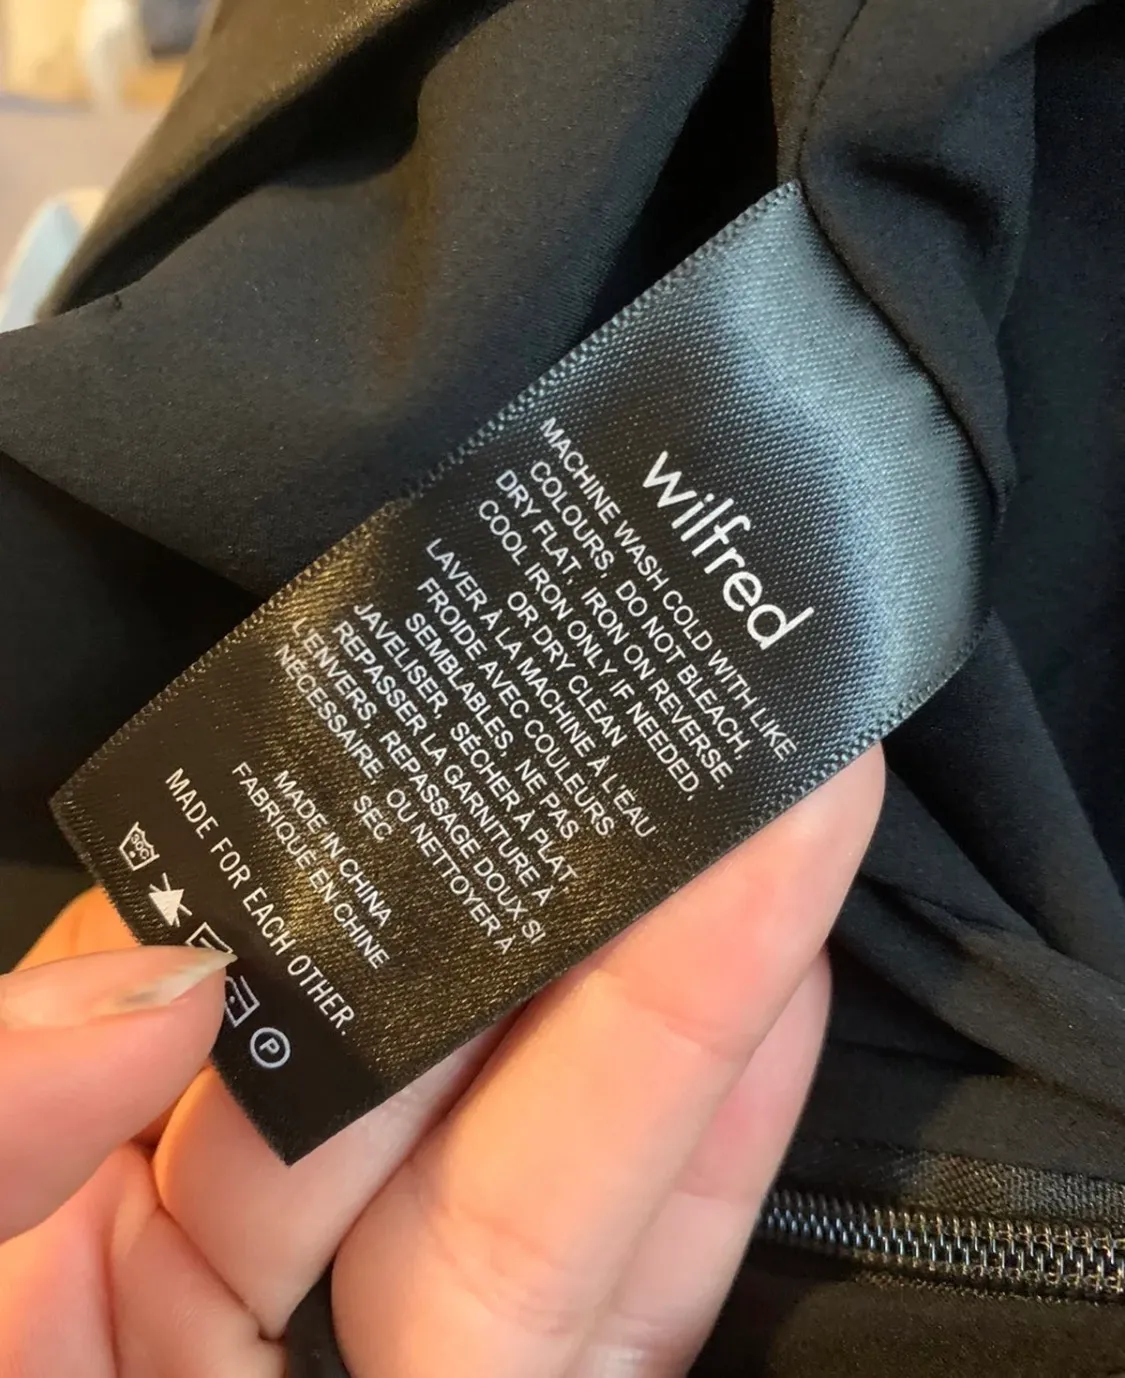 wilfred
MACHINE WASH COLD WITH LIKE
COLOURS, DO NOT BLEACH,
DRY FLAT, IRON ON REVERSE,
COOL IRON ONLY IF NEEDED,
OR DRY CLEAN
LAVER À LA MACHINE À L'EAU
FROIDE AVEC COULEURS
SEMBLABLES, NE PAS
JAVELISER, SÉCHER À PLAT,
REPASSER LA GARNITURE À
L'ENVERS, REPASSAGE DOUX SI
NÉCESSAIRE OU NETTOYER À
SEC
MADE IN CHINA
FABRIQUÉ EN CHINE
MADE FOR EACH OTHER.
30C
P